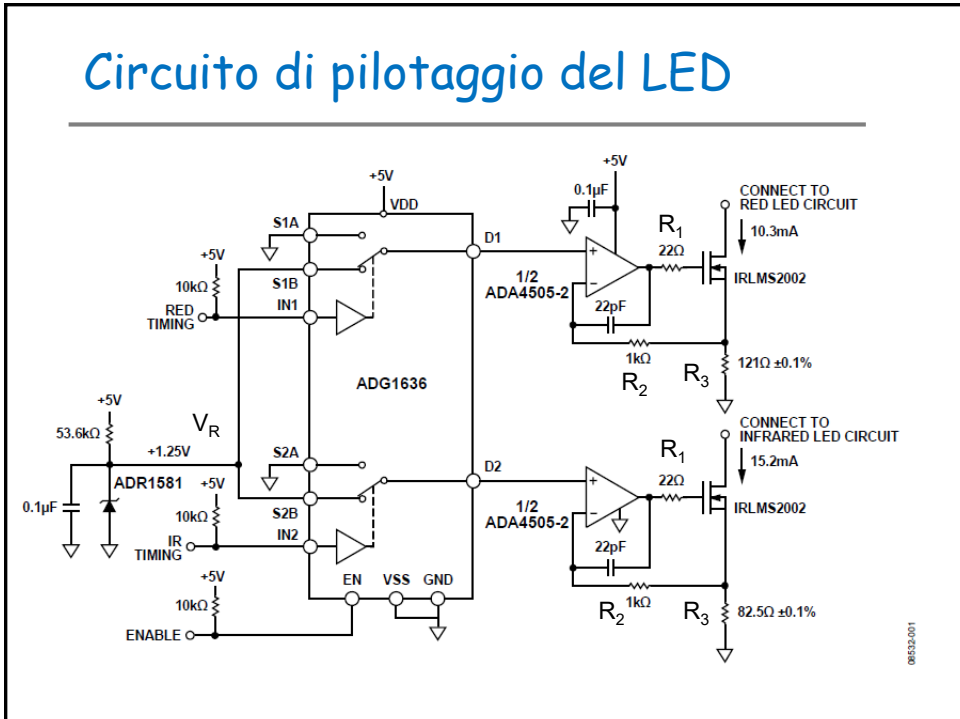 Circuito di pilotaggio del LED
+5V
VDD
S1A
+5V
10kΩ
S1B
IN1
RED
TIMING
D1
ADG1636
+5V
0.1µF
1/2
ADA4505-2
R1
22Ω
22pF
1kΩ
R2
CONNECT TO
RED LED CIRCUIT
10.3mA
IRLMS2002
R3
121Ω ±0.1%
+5V
53.6kΩ
VR
+1.25V
ADR1581
0.1µF
S2A
+5V
10kΩ
S2B
IN2
IR
TIMING
D2
+5V
10kΩ
ENABLE
EN
VSS
GND
1/2
ADA4505-2
R1
22Ω
22pF
1kΩ
R2
CONNECT TO
INFRARED LED CIRCUIT
15.2mA
IRLMS2002
R3
82.5Ω ±0.1%
08532-001
+
−
+
−